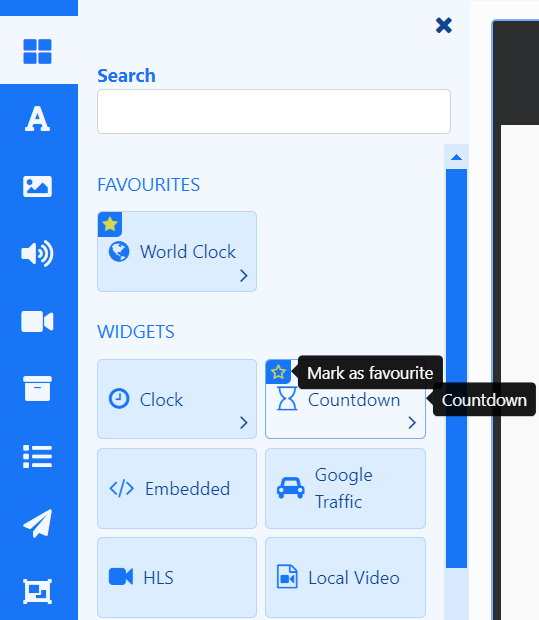 Search
FAVOURITES
World Clock
WIDGETS
Mark as favourite
Clock
Countdown
Countdown
Embedded
Google
Traffic
HLS
Local Video